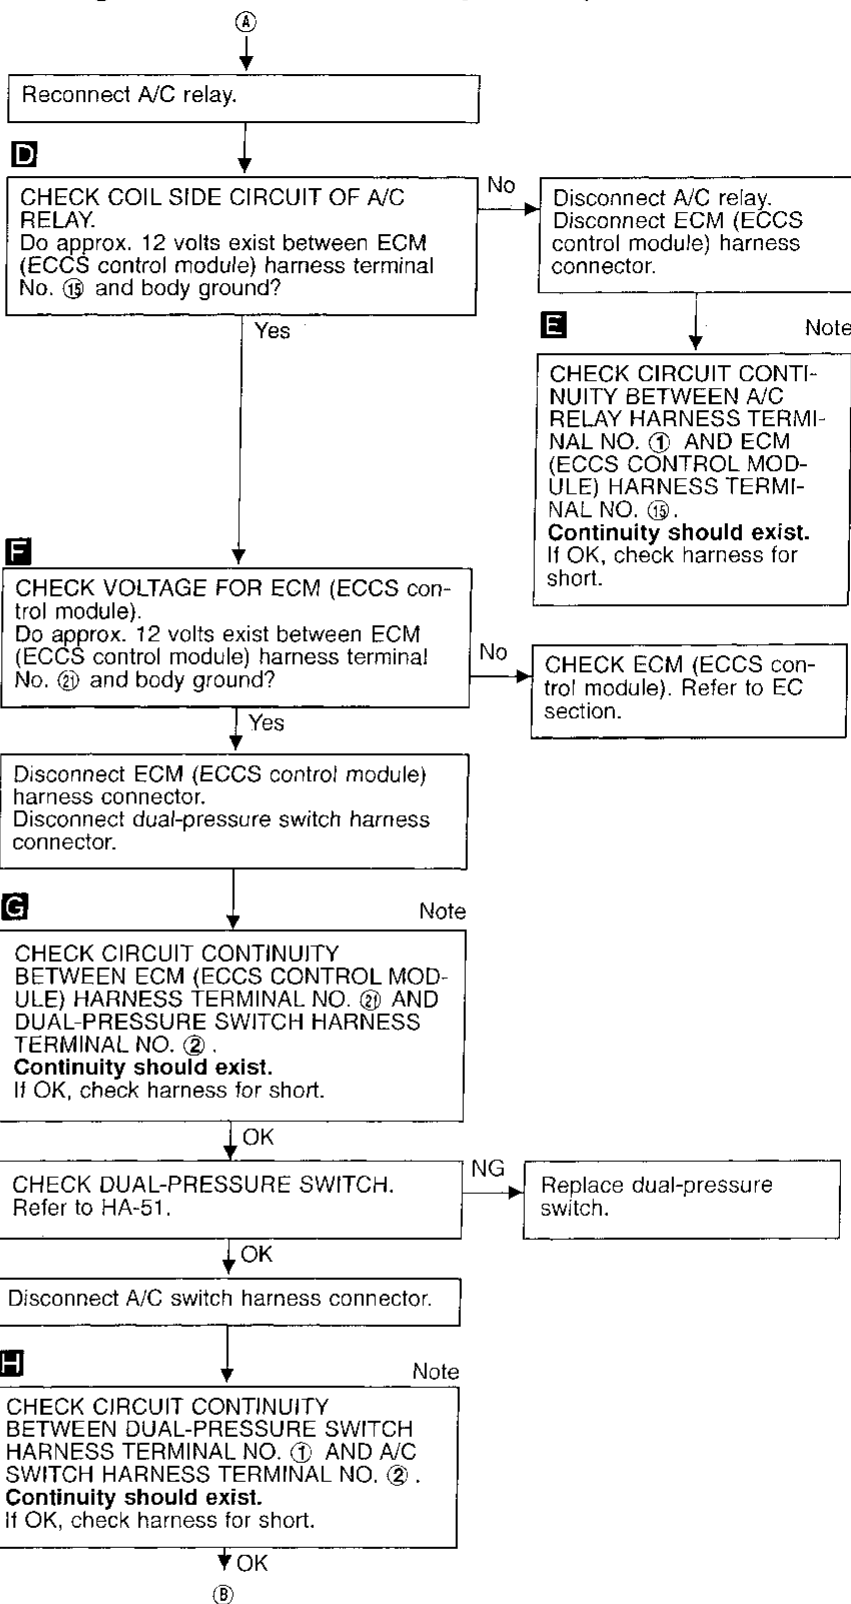 Ⓐ
Reconnect A/C relay.
D
CHECK COIL SIDE CIRCUIT OF A/C
RELAY.
Do approx. 12 volts exist between ECM
(ECCS control module) harness terminal
No. ⑮ and body ground?
No
Disconnect A/C relay.
Disconnect ECM (ECCS
control module) harness
connector.
Yes
E
Note
CHECK CIRCUIT CONTI-
NUITY BETWEEN A/C
RELAY HARNESS TERMI-
NAL NO. ① AND ECM
(ECCS CONTROL MOD-
ULE) HARNESS TERMI-
NAL NO. ⑮.
Continuity should exist.
If OK, check harness for
short.
F
CHECK VOLTAGE FOR ECM (ECCS con-
trol module).
Do approx. 12 volts exist between ECM
(ECCS control module) harness terminal
No. ㉑ and body ground?
No
CHECK ECM (ECCS con-
trol module). Refer to EC
section.
Yes
Disconnect ECM (ECCS control module)
harness connector.
Disconnect dual-pressure switch harness
connector.
G
Note
CHECK CIRCUIT CONTINUITY
BETWEEN ECM (ECCS CONTROL MOD-
ULE) HARNESS TERMINAL NO. ㉑ AND
DUAL-PRESSURE SWITCH HARNESS
TERMINAL NO. ② .
Continuity should exist.
If OK, check harness for short.
OK
CHECK DUAL-PRESSURE SWITCH.
Refer to HA-51.
NG
Replace dual-pressure
switch.
OK
Disconnect A/C switch harness connector.
H
Note
CHECK CIRCUIT CONTINUITY
BETWEEN DUAL-PRESSURE SWITCH
HARNESS TERMINAL NO. ① AND A/C
SWITCH HARNESS TERMINAL NO. ② .
Continuity should exist.
If OK, check harness for short.
OK
Ⓑ